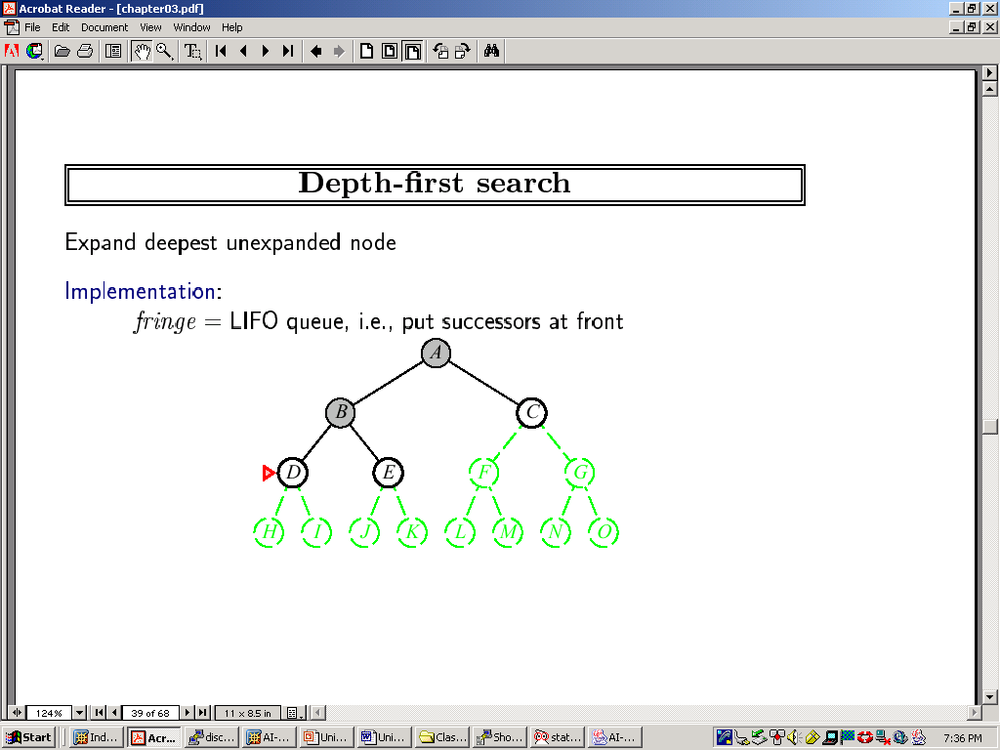 Acrobat Reader - [chapter03.pdf]
File Edit Document View Window Help
Depth-first search
Expand deepest unexpanded node
Implementation:
fringe = LIFO queue, i.e., put successors at front
A
B C
D E F G
H I J K L M N O
124% 39 of 68 11 x 8.5 in
Start Ind... Acr... disc... AI-... Uni... Uni... Clas... Sho... stat... AI-... 7:36 PM